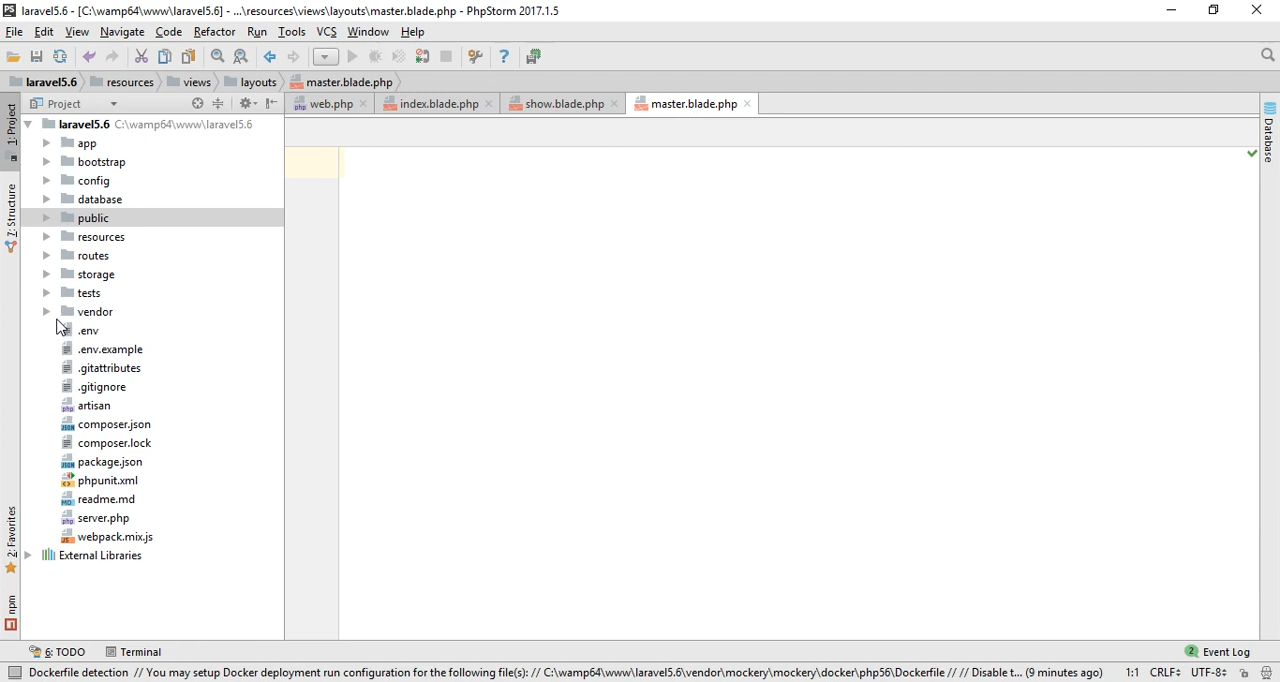 PS laravel5.6 - [C:\wamp64\www\laravel5.6] - ...\resources\views\layouts\master.blade.php - PhpStorm 2017.1.5
File Edit View Navigate Code Refactor Run Tools VCS Window Help
laravel5.6 resources views layouts master.blade.php
Project
web.php index.blade.php show.blade.php master.blade.php
1: Project
7: Structure
2: Favorites
npm
Database
laravel5.6 C:\wamp64\www\laravel5.6
app
bootstrap
config
database
public
resources
routes
storage
tests
vendor
.env
.env.example
.gitattributes
.gitignore
artisan
composer.json
composer.lock
package.json
phpunit.xml
readme.md
server.php
webpack.mix.js
External Libraries
6: TODO Terminal 2 Event Log
Dockerfile detection // You may setup Docker deployment run configuration for the following file(s): // C:\wamp64\www\laravel5.6\vendor\mockery\mockery\docker\php56\Dockerfile // // Disable t... (9 minutes ago) 1:1 CRLF UTF-8